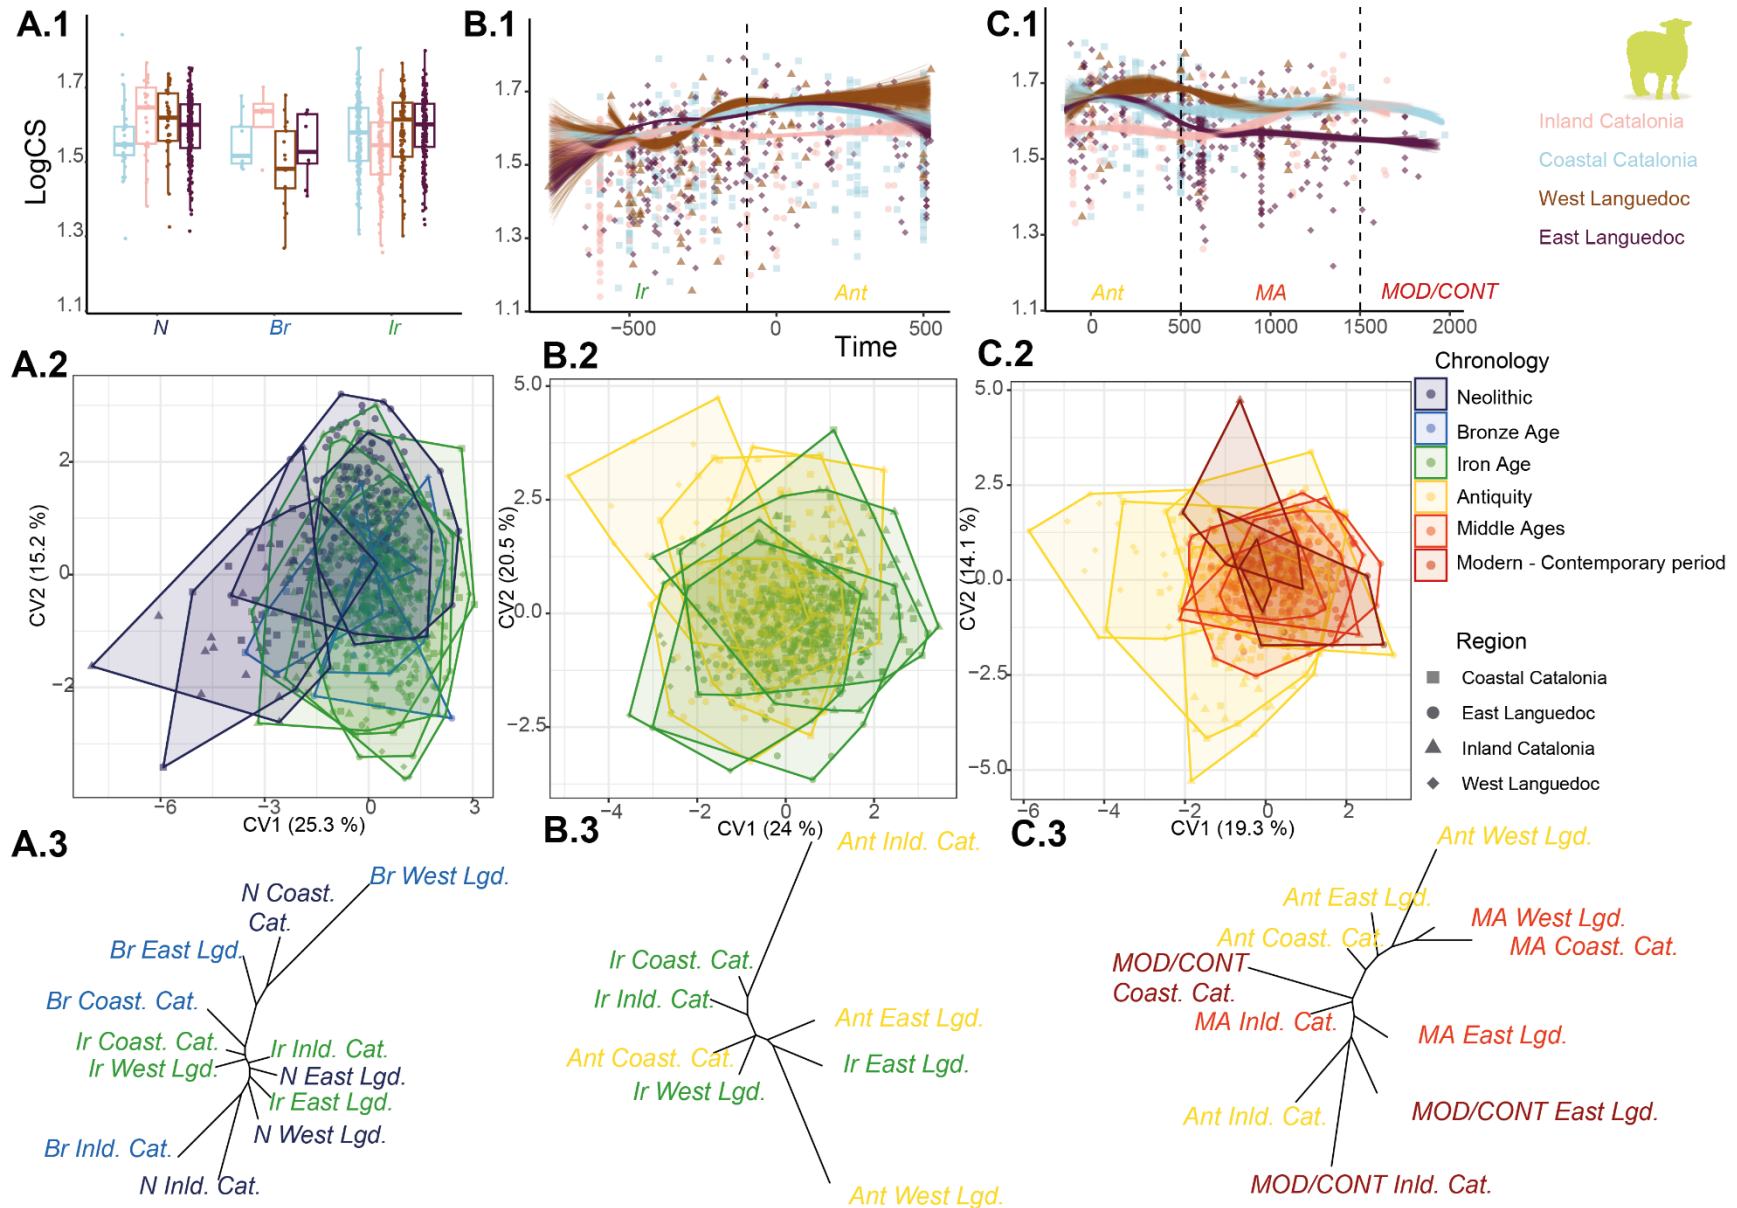 A.1
LogCS
1.7
1.5
1.3
1.1
N
Br
Ir
B.1
1.7
1.5
1.3
1.1
Ir
Ant
−500
0
500
Time
C.1
1.7
1.5
1.3
1.1
Ant
MA
MOD/CONT
0
500
1000
1500
2000
Inland Catalonia
Coastal Catalonia
West Languedoc
East Languedoc
A.2
CV2 (15.2 %)
2
0
−2
−6
−3
0
3
CV1 (25.3 %)
B.2
CV2 (20.5 %)
5.0
2.5
0.0
−2.5
−4
−2
0
2
CV1 (24 %)
C.2
CV2 (14.1 %)
5.0
2.5
0.0
−2.5
−5.0
−6
−4
−2
0
2
CV1 (19.3 %)
Chronology
Neolithic
Bronze Age
Iron Age
Antiquity
Middle Ages
Modern - Contemporary period
Region
Coastal Catalonia
East Languedoc
Inland Catalonia
West Languedoc
A.3
Br West Lgd.
N Coast.
Cat.
Br East Lgd.
Br Coast. Cat.
Ir Coast. Cat.
Ir Inld. Cat.
Ir West Lgd.
N East Lgd.
Ir East Lgd.
N West Lgd.
Br Inld. Cat.
N Inld. Cat.
B.3
Ant Inld. Cat.
Ir Coast. Cat.
Ir Inld. Cat.
Ant East Lgd.
Ant Coast. Cat.
Ir East Lgd.
Ir West Lgd.
Ant West Lgd.
C.3
Ant West Lgd.
Ant East Lgd.
MA West Lgd.
Ant Coast. Cat.
MA Coast. Cat.
MOD/CONT
Coast. Cat.
MA Inld. Cat.
MA East Lgd.
Ant Inld. Cat.
MOD/CONT East Lgd.
MOD/CONT Inld. Cat.